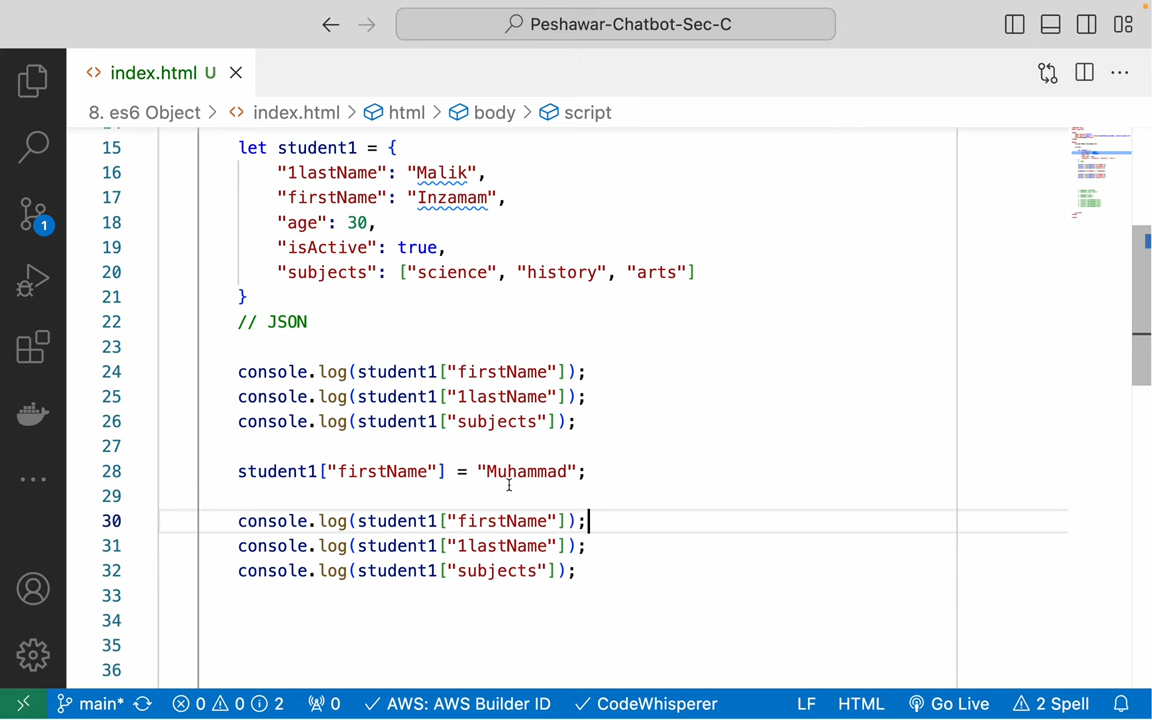 Peshawar-Chatbot-Sec-C
index.html U
8. es6 Object > index.html > html > body > script
15 let student1 = {
16 "1lastName": "Malik",
17 "firstName": "Inzamam",
18 "age": 30,
19 "isActive": true,
20 "subjects": ["science", "history", "arts"]
21 }
22 // JSON
23
24 console.log(student1["firstName"]);
25 console.log(student1["1lastName"]);
26 console.log(student1["subjects"]);
27
28 student1["firstName"] = "Muhammad";
29
30 console.log(student1["firstName"]);
31 console.log(student1["1lastName"]);
32 console.log(student1["subjects"]);
33
34
35
36
1
main* 0 0 2 0 AWS: AWS Builder ID CodeWhisperer LF HTML Go Live 2 Spell